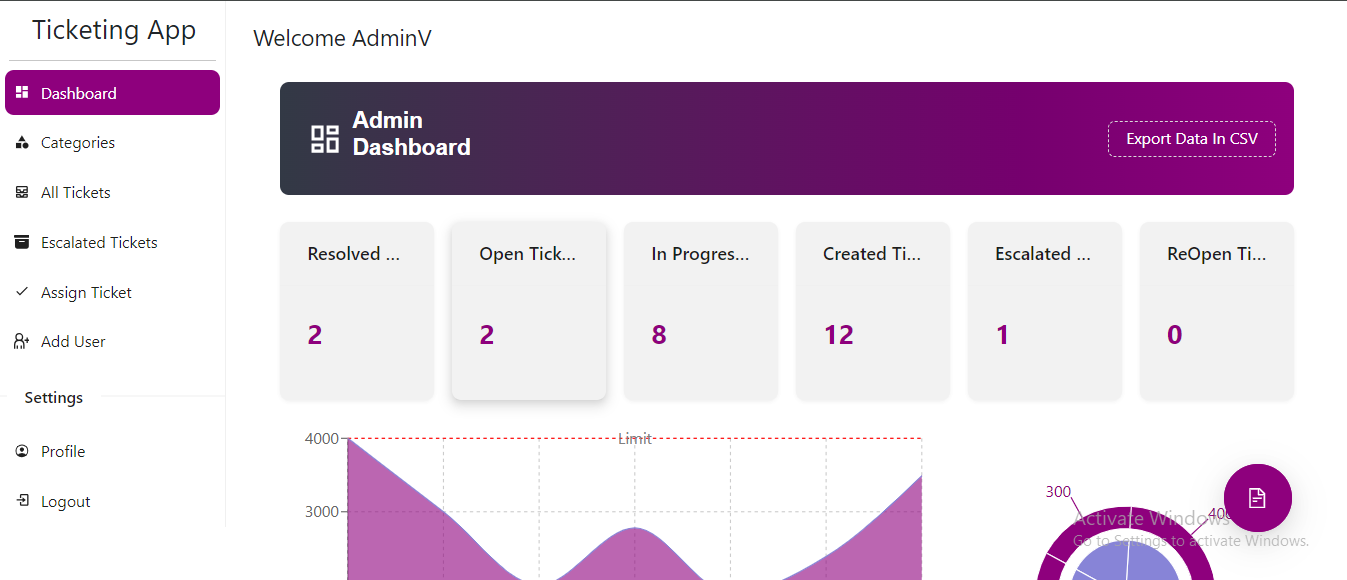 Ticketing App
Welcome AdminV
Dashboard
Categories
All Tickets
Escalated Tickets
Assign Ticket
Add User
Settings
Profile
Logout
Admin
Dashboard
Export Data In CSV
Resolved ...
2
Open Tick...
2
In Progres...
8
Created Ti...
12
Escalated ...
1
ReOpen Ti...
0
4000
Limit
3000
300
400
Activate Windows
Go to Settings to activate Windows.